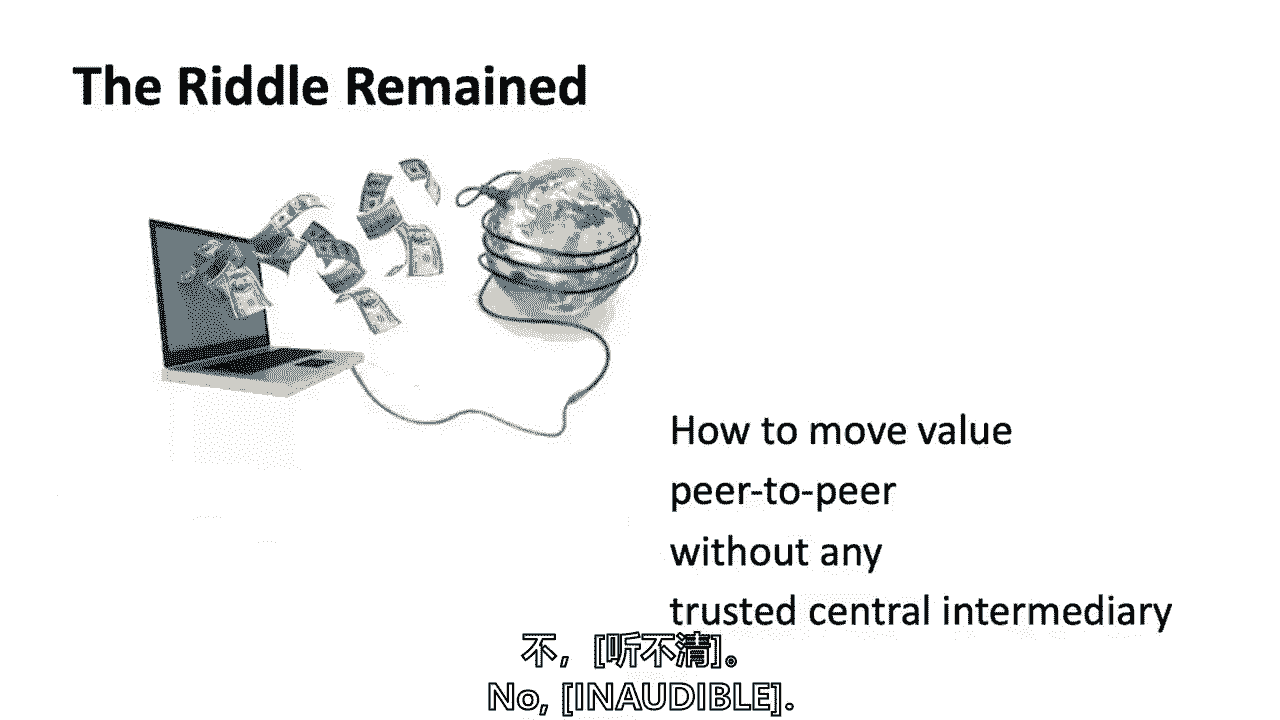 The Riddle Remained
How to move value
peer-to-peer
without any
trusted central intermediary
不，[听不清]。
No, [INAUDIBLE].